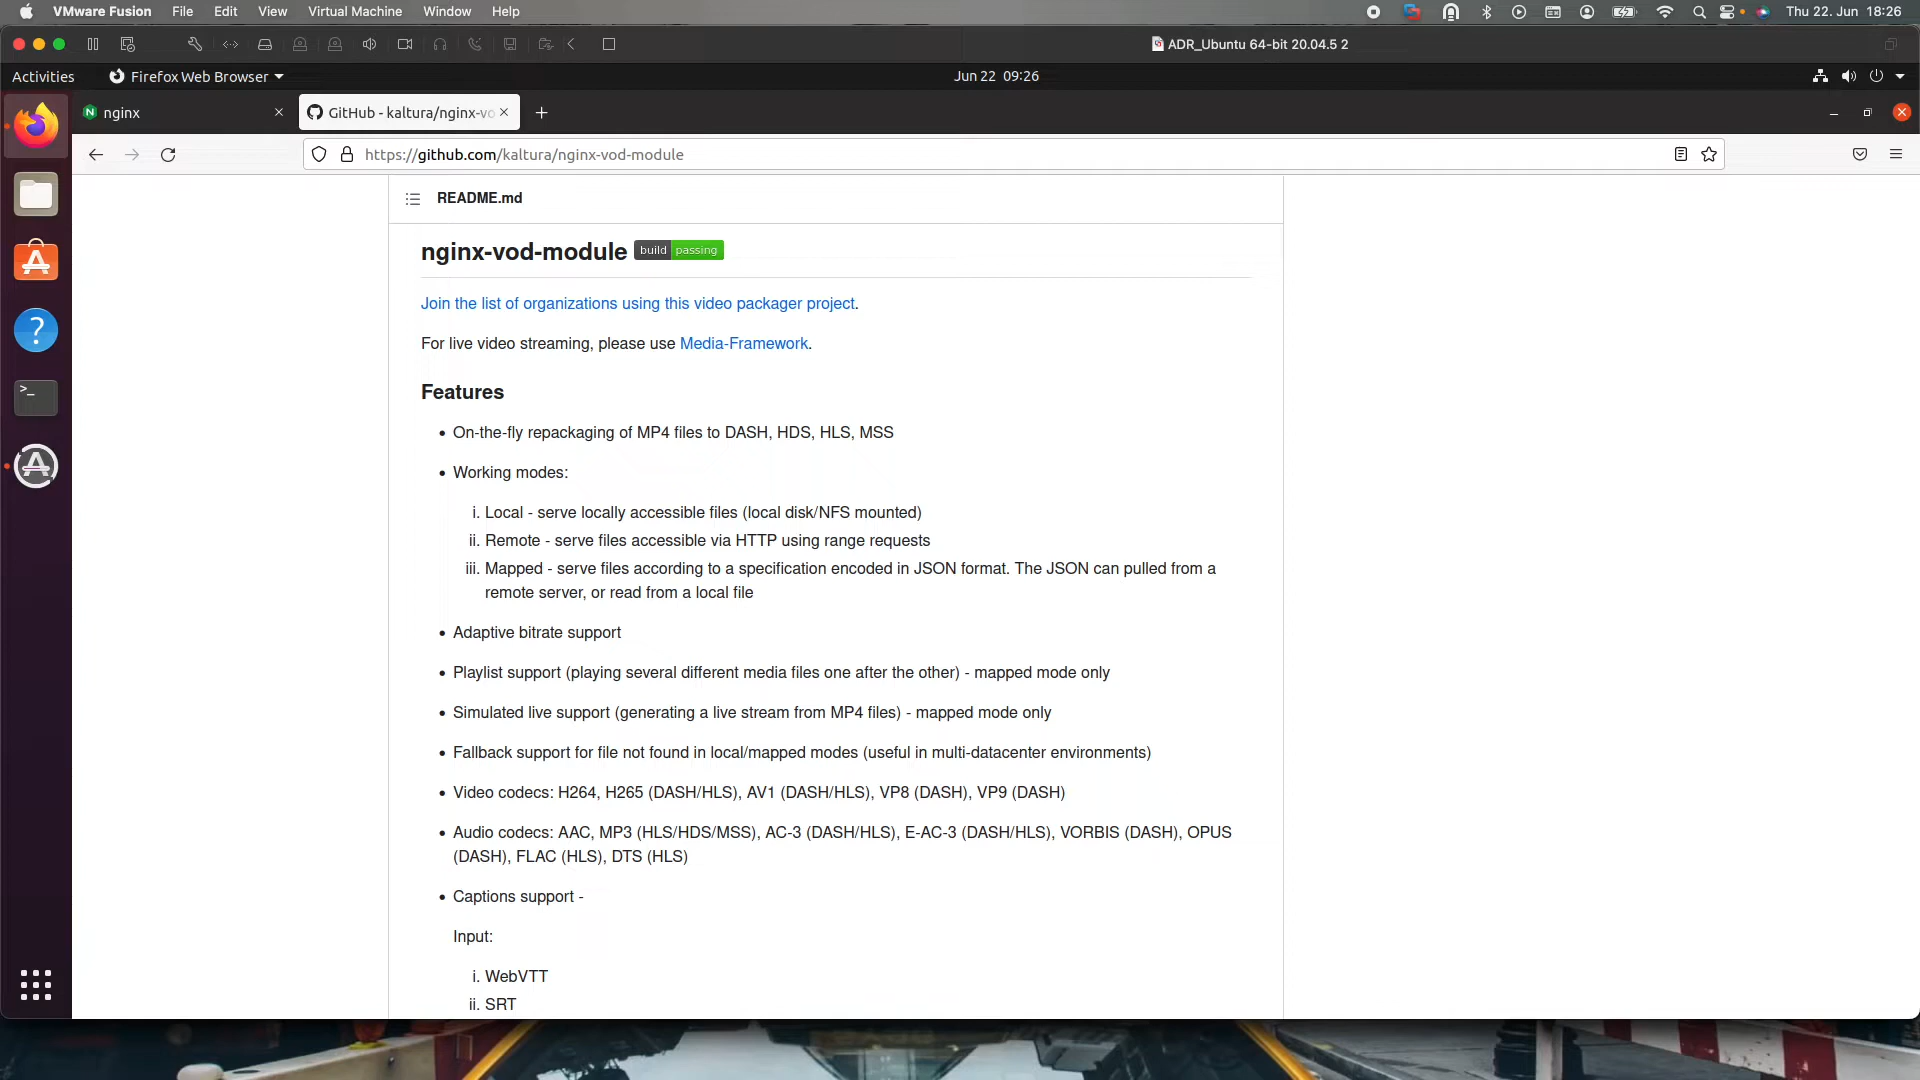 VMware Fusion File Edit View Virtual Machine Window Help Thu 22. Jun 18:26
ADR_Ubuntu 64-bit 20.04.5 2
Activities Firefox Web Browser Jun 22 09:26
nginx GitHub - kaltura/nginx-vo
https://github.com/kaltura/nginx-vod-module
README.md
nginx-vod-module build passing
Join the list of organizations using this video packager project.
For live video streaming, please use Media-Framework.
Features
• On-the-fly repackaging of MP4 files to DASH, HDS, HLS, MSS
• Working modes:
i. Local - serve locally accessible files (local disk/NFS mounted)
ii. Remote - serve files accessible via HTTP using range requests
iii. Mapped - serve files according to a specification encoded in JSON format. The JSON can pulled from a
remote server, or read from a local file
• Adaptive bitrate support
• Playlist support (playing several different media files one after the other) - mapped mode only
• Simulated live support (generating a live stream from MP4 files) - mapped mode only
• Fallback support for file not found in local/mapped modes (useful in multi-datacenter environments)
• Video codecs: H264, H265 (DASH/HLS), AV1 (DASH/HLS), VP8 (DASH), VP9 (DASH)
• Audio codecs: AAC, MP3 (HLS/HDS/MSS), AC-3 (DASH/HLS), E-AC-3 (DASH/HLS), VORBIS (DASH), OPUS
(DASH), FLAC (HLS), DTS (HLS)
• Captions support -
Input:
i. WebVTT
ii. SRT